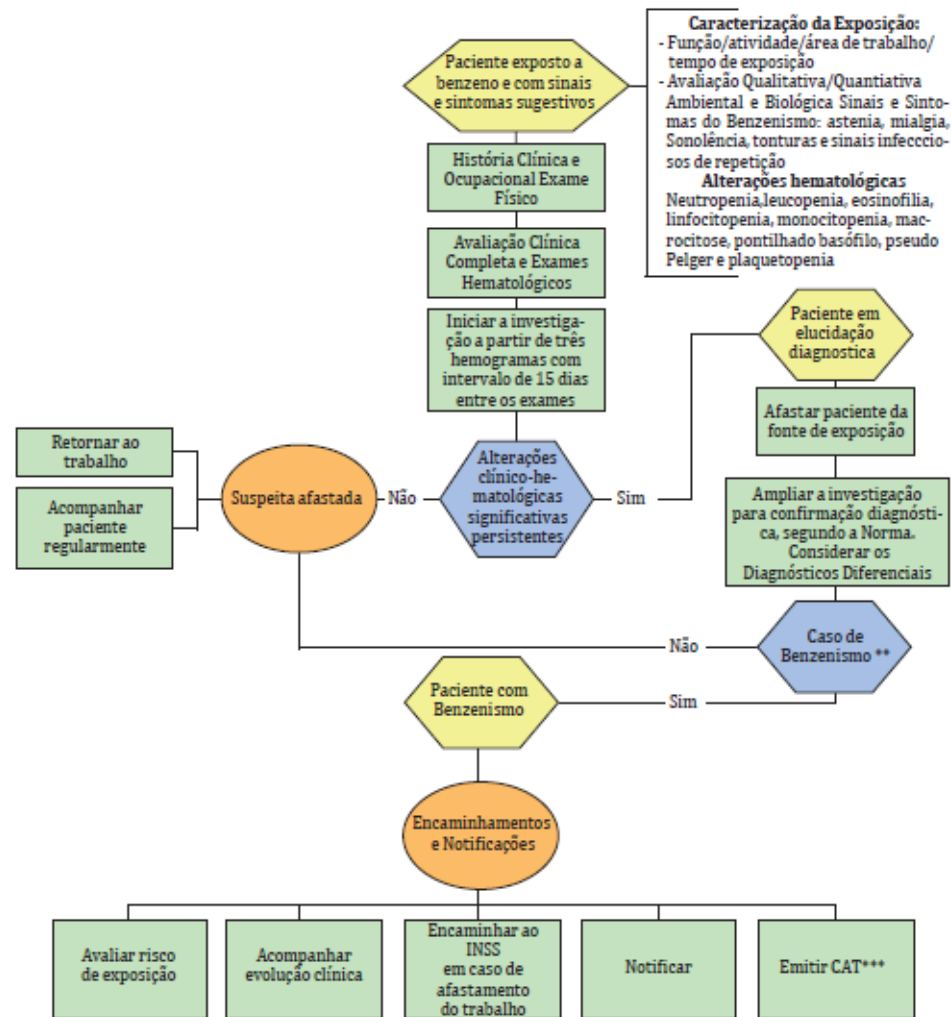 Caracterização da Exposição:
- Função/atividade/área de trabalho/
tempo de exposição
- Avaliação Qualitativa/Quantiativa
Ambiental e Biológica Sinais e Sinto-
mas do Benzenismo: astenia, mialgia,
Sonolência, tonturas e sinais infeccio-
sos de repetição
Alterações hematológicas
Neutropenia,leucopenia, eosinofilia,
linfocitopenia, monocitopenia, mac-
rocitose, pontilhado basófilo, pseudo
Pelger e plaquetopenia
Paciente exposto a
benzeno e com sinais
e sintomas sugestivos
História Clínica e
Ocupacional Exame
Físico
Avaliação Clínica
Completa e Exames
Hematológicos
Iniciar a investiga-
ção a partir de três
hemogramas com
intervalo de 15 dias
entre os exames
Alterações
clínico-he-
matológicas
significativas
persistentes
Não
Sim
Suspeita afastada
Retornar ao
trabalho
Acompanhar
paciente
regularmente
Paciente em
elucidação
diagnostica
Afastar paciente da
fonte de exposição
Ampliar a investigação
para confirmação diagnósti-
ca, segundo a Norma.
Considerar os
Diagnósticos Diferenciais
Caso de
Benzenismo **
Não
Sim
Paciente com
Benzenismo
Encaminhamentos
e Notificações
Avaliar risco
de exposição
Acompanhar
evolução clínica
Encaminhar ao
INSS
em caso de
afastamento
do trabalho
Notificar
Emitir CAT***